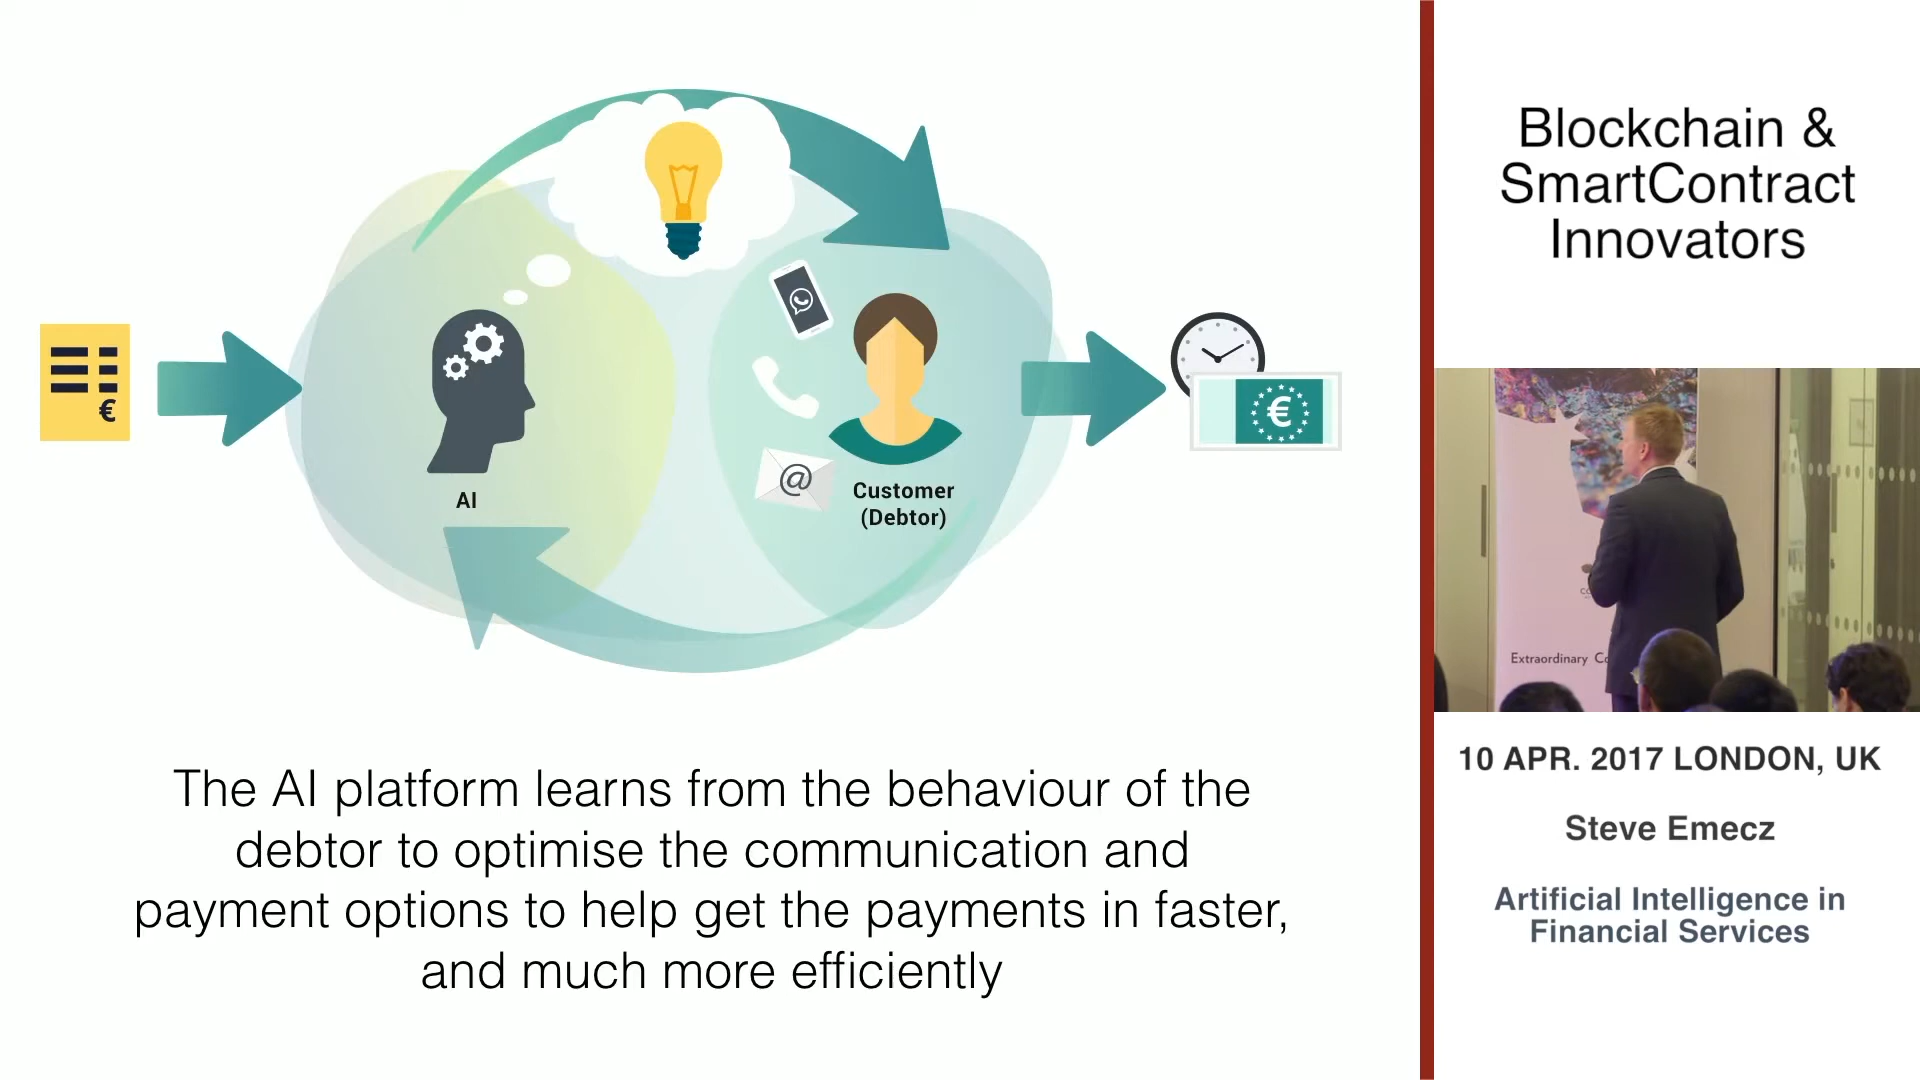 €
AI
@
Customer
(Debtor)
€
The AI platform learns from the behaviour of the
debtor to optimise the communication and
payment options to help get the payments in faster,
and much more efficiently
Blockchain &
SmartContract
Innovators
Extraordinary
10 APR. 2017 LONDON, UK
Steve Emecz
Artificial Intelligence in
Financial Services